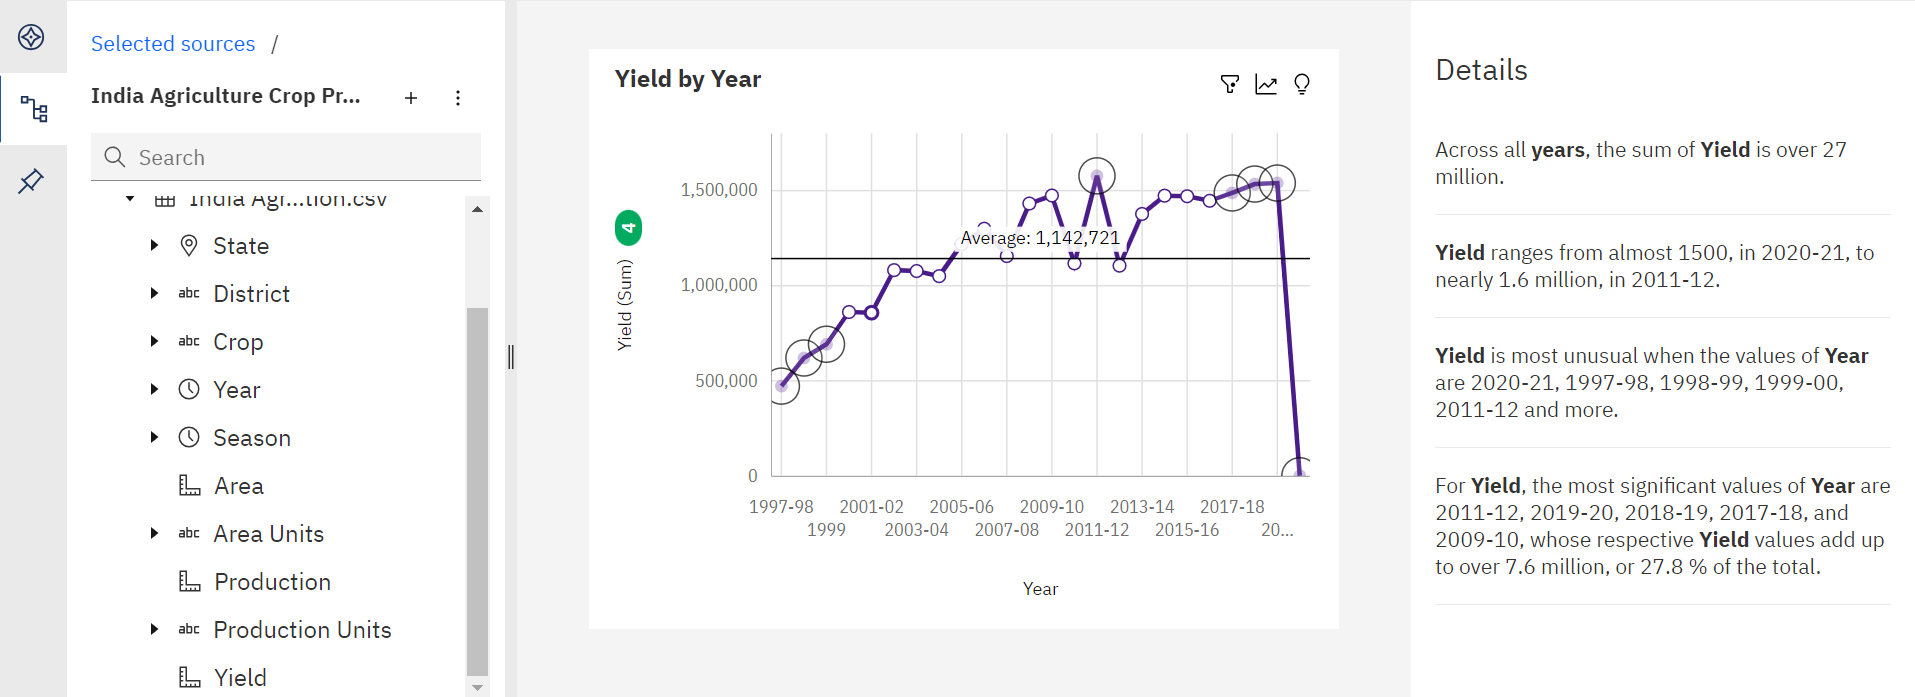 Selected sources /
India Agriculture Crop Pr...
Search
India Agr...tion.csv
State
abc District
abc Crop
Year
Season
Area
abc Area Units
Production
abc Production Units
Yield
Yield by Year
4
Yield (Sum)
1,500,000
1,000,000
500,000
0
Average: 1,142,721
1997-98 2001-02 2005-06 2009-10 2013-14 2017-18
1999 2003-04 2007-08 2011-12 2015-16 20...
Year
Details
Across all years, the sum of Yield is over 27
million.
Yield ranges from almost 1500, in 2020-21, to
nearly 1.6 million, in 2011-12.
Yield is most unusual when the values of Year
are 2020-21, 1997-98, 1998-99, 1999-00,
2011-12 and more.
For Yield, the most significant values of Year are
2011-12, 2019-20, 2018-19, 2017-18, and
2009-10, whose respective Yield values add up
to over 7.6 million, or 27.8 % of the total.